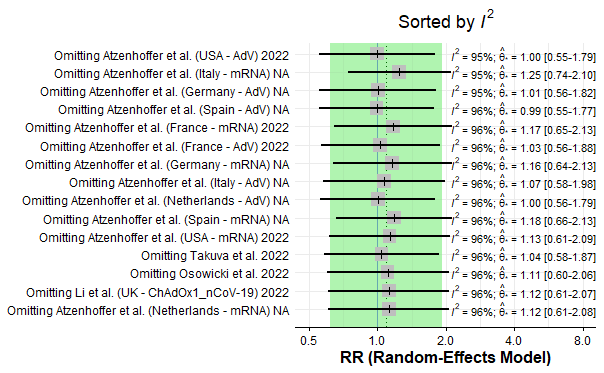 Sorted by I²
Omitting Atzenhoffer et al. (USA - AdV) 2022 I² = 95%; θ̂* = 1.00 [0.55-1.79]
Omitting Atzenhoffer et al. (Italy - mRNA) NA I² = 95%; θ̂* = 1.25 [0.74-2.10]
Omitting Atzenhoffer et al. (Germany - AdV) NA I² = 95%; θ̂* = 1.01 [0.56-1.82]
Omitting Atzenhoffer et al. (Spain - AdV) NA I² = 96%; θ̂* = 0.99 [0.55-1.77]
Omitting Atzenhoffer et al. (France - mRNA) 2022 I² = 96%; θ̂* = 1.17 [0.65-2.13]
Omitting Atzenhoffer et al. (France - AdV) 2022 I² = 96%; θ̂* = 1.03 [0.56-1.88]
Omitting Atzenhoffer et al. (Germany - mRNA) 2022 I² = 96%; θ̂* = 1.16 [0.64-2.13]
Omitting Atzenhoffer et al. (Italy - AdV) NA I² = 96%; θ̂* = 1.07 [0.58-1.98]
Omitting Atzenhoffer et al. (Netherlands - AdV) NA I² = 96%; θ̂* = 1.00 [0.56-1.79]
Omitting Atzenhoffer et al. (Spain - mRNA) NA I² = 96%; θ̂* = 1.18 [0.66-2.13]
Omitting Atzenhoffer et al. (USA - mRNA) 2022 I² = 96%; θ̂* = 1.13 [0.61-2.09]
Omitting Takuva et al. 2022 I² = 96%; θ̂* = 1.04 [0.58-1.87]
Omitting Osowicki et al. 2022 I² = 96%; θ̂* = 1.11 [0.60-2.06]
Omitting Li et al. (UK - ChAdOx1_nCoV-19) 2022 I² = 96%; θ̂* = 1.12 [0.61-2.07]
Omitting Atzenhoffer et al. (Netherlands - mRNA) NA I² = 96%; θ̂* = 1.12 [0.61-2.08]
0.5 1.0 2.0 4.0 8.0
RR (Random-Effects Model)